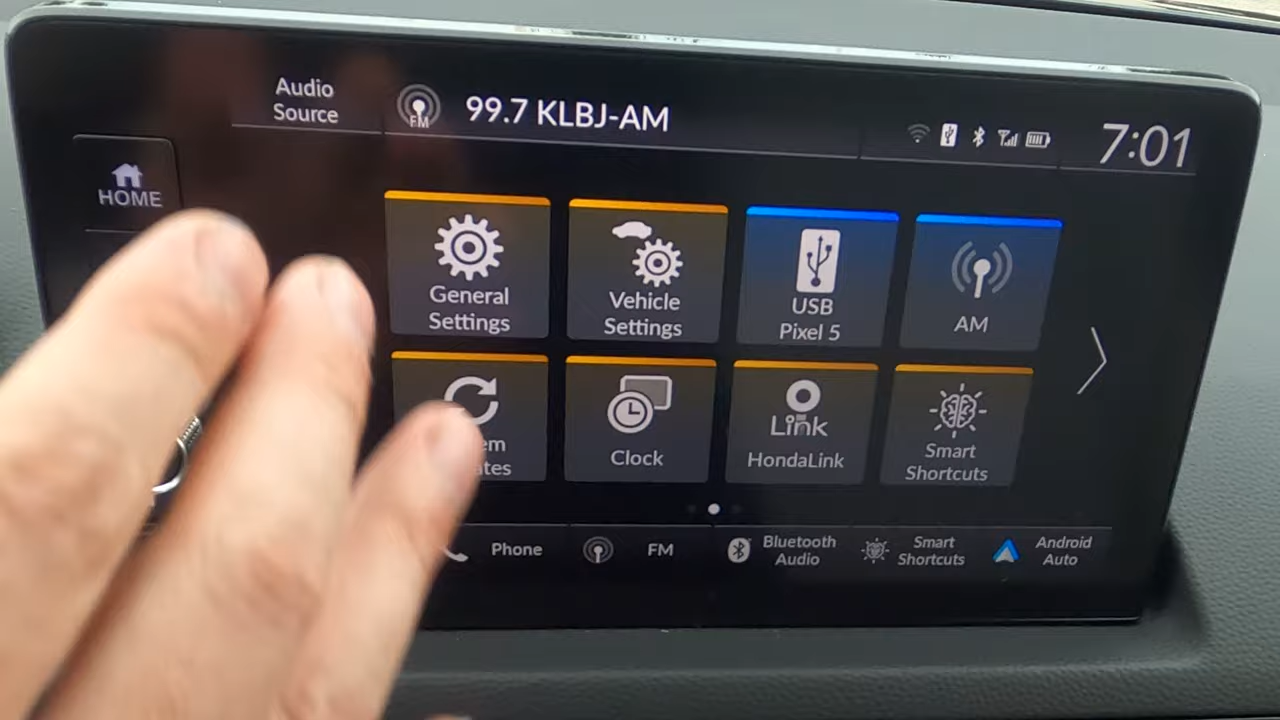 Audio
Source
FM
99.7 KLBJ-AM
7:01
HOME
General
Settings
Vehicle
Settings
USB
Pixel 5
AM
Clock
Link
HondaLink
Smart
Shortcuts
Phone
FM
Bluetooth
Audio
Smart
Shortcuts
Android
Auto